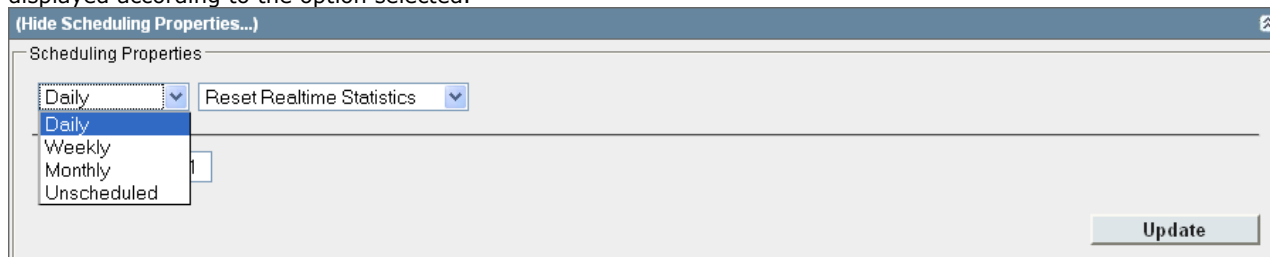 displayed according to the option selected.
(Hide Scheduling Properties...)
Scheduling Properties
Daily Reset Realtime Statistics
Daily
Weekly
Monthly
Unscheduled
Update